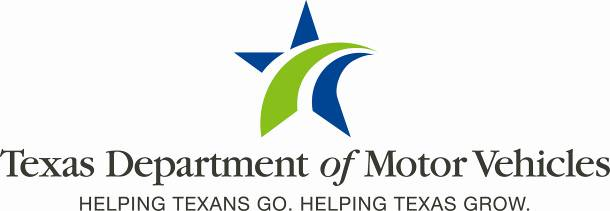 Texas Department of Motor Vehicles
HELPING TEXANS GO. HELPING TEXAS GROW.